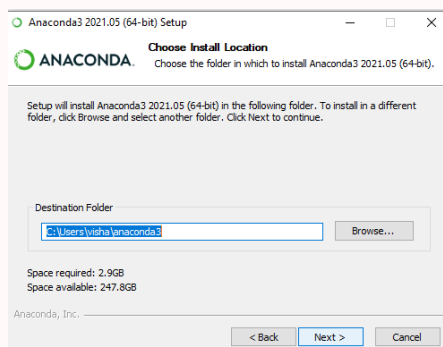 Anaconda3 2021.05 (64-bit) Setup
ANACONDA.
Choose Install Location
Choose the folder in which to install Anaconda3 2021.05 (64-bit).
Setup will install Anaconda3 2021.05 (64-bit) in the following folder. To install in a different
folder, click Browse and select another folder. Click Next to continue.
Destination Folder
C:\Users\visha\anaconda3
Browse...
Space required: 2.9GB
Space available: 247.8GB
Anaconda, Inc.
< Back
Next >
Cancel